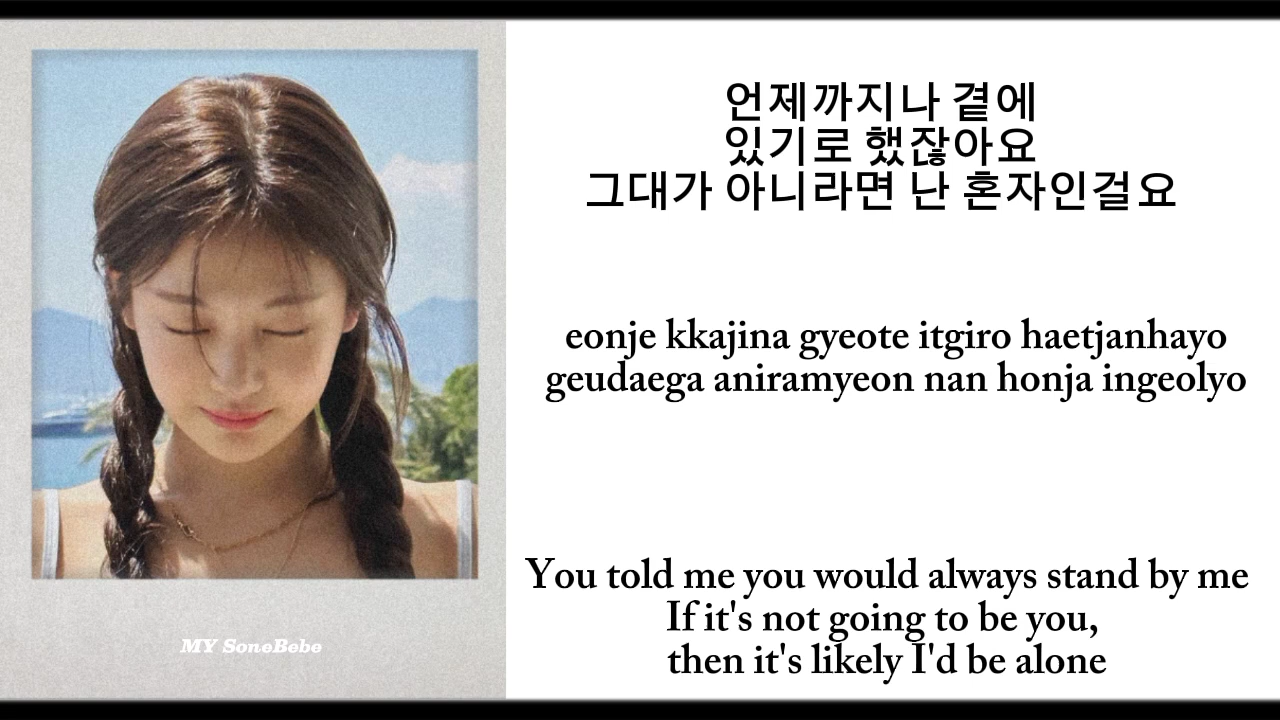 언제까지나 곁에
있기로 했잖아요
그대가 아니라면 난 혼자인걸요
eonje kkajina gyeote itgiro haetjanhayo
geudaega aniramyeon nan honja ingeolyo
You told me you would always stand by me
If it's not going to be you,
then it's likely I'd be alone
MY SoneBebe